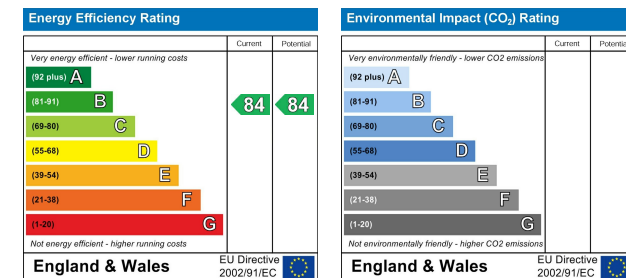 Energy Efficiency Rating
Current Potential
Very energy efficient - lower running costs
(92 plus) A
(81-91) B
84 84
(69-80) C
(55-68) D
(39-54) E
(21-38) F
(1-20) G
Not energy efficient - higher running costs
England & Wales
EU Directive
2002/91/EC
Environmental Impact (CO₂) Rating
Current Potential
Very environmentally friendly - lower CO2 emissions
(92 plus) A
(81-91) B
(69-80) C
(55-68) D
(39-54) E
(21-38) F
(1-20) G
Not environmentally friendly - higher CO2 emissions
England & Wales
EU Directive
2002/91/EC